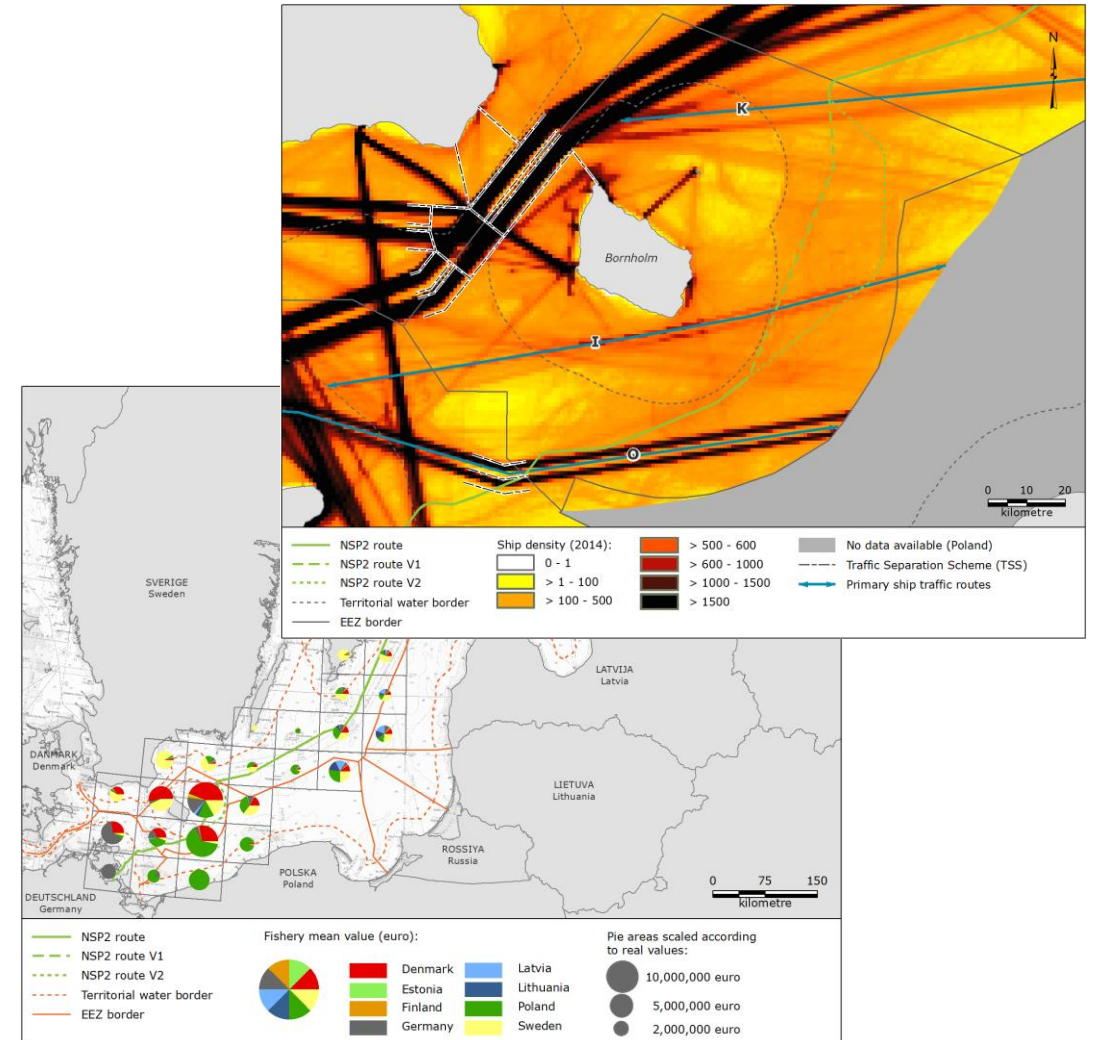 N
K
Bornholm
I
O
0 10 20
kilometre
NSP2 route
NSP2 route V1
NSP2 route V2
Territorial water border
EEZ border
Ship density (2014):
0 - 1
> 1 - 100
> 100 - 500
> 500 - 600
> 600 - 1000
> 1000 - 1500
> 1500
No data available (Poland)
Traffic Separation Scheme (TSS)
Primary ship traffic routes
SVERIGE
Sweden
LATVIJA
Latvia
DANMARK
Denmark
LIETUVA
Lithuania
ROSSIYA
Russia
POLSKA
Poland
DEUTSCHLAND
Germany
0 75 150
kilometre
NSP2 route
NSP2 route V1
NSP2 route V2
Territorial water border
EEZ border
Fishery mean value (euro):
Denmark
Estonia
Finland
Germany
Latvia
Lithuania
Poland
Sweden
Pie areas scaled according
to real values:
10,000,000 euro
5,000,000 euro
2,000,000 euro